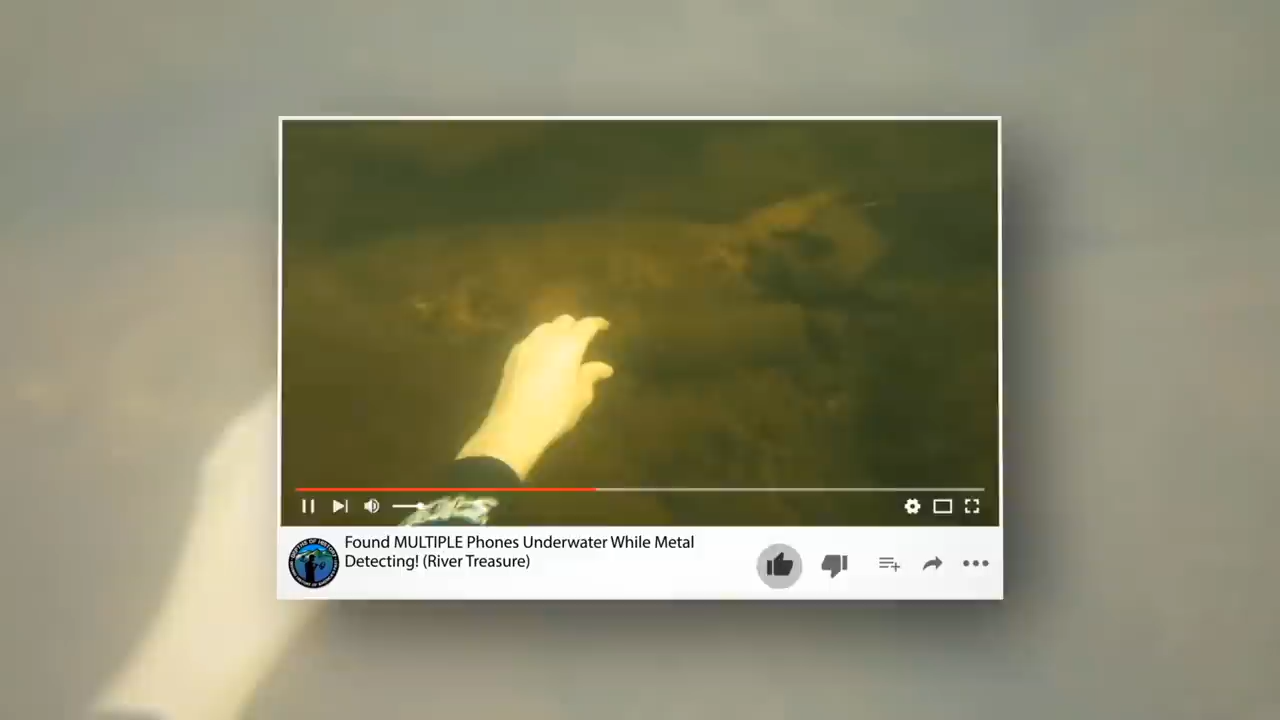 Found MULTIPLE Phones Underwater While Metal
Detecting! (River Treasure)